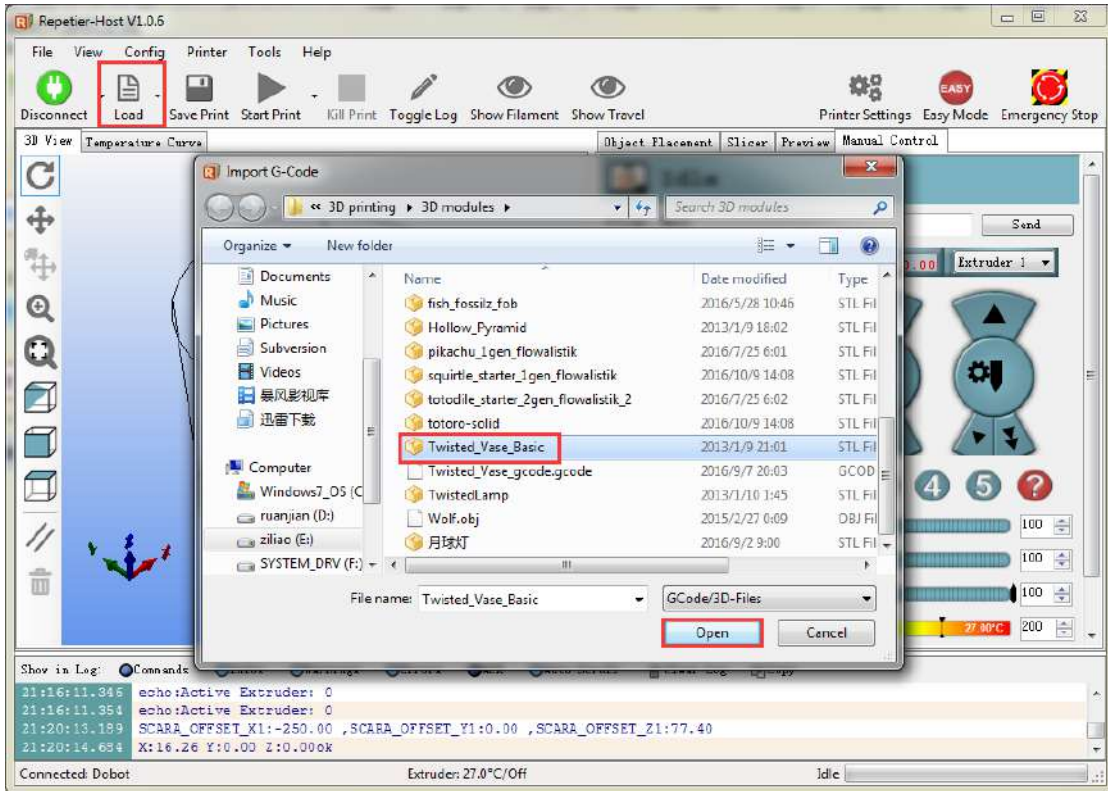 Repetier-Host V1.0.6
File View Config Printer Tools Help
Disconnect Load Save Print Start Print Kill Print Toggle Log Show Filament Show Travel Printer Settings Easy Mode Emergency Stop
EASY
3D View Temperature Curve Object Placement Slicer Preview Manual Control
Import G-Code
Idle
« 3D printing ▸ 3D modules ▸ Search 3D modules
Send
Organize New folder
Extruder 1
Documents
Music
Pictures
Subversion
Videos
暴风影视库
迅雷下载
Computer
Windows7_OS (C
ruanjian (D:)
ziliao (E:)
SYSTEM_DRV (F:)
Name Date modified Type
fish_fossilz_fob 2016/5/28 10:46 STL Fil
Hollow_Pyramid 2013/1/9 18:02 STL Fil
pikachu_1gen_flowalistik 2016/7/25 6:01 STL Fil
squirtle_starter_1gen_flowalistik 2016/10/9 14:08 STL Fil
totodile_starter_2gen_flowalistik_2 2016/7/25 6:02 STL Fil
totoro-solid 2016/10/9 14:08 STL Fil
Twisted_Vase_Basic 2013/1/9 21:01 STL Fil
Twisted_Vase_gcode.gcode 2016/9/7 20:03 GCOD
TwistedLamp 2013/1/10 1:45 STL Fil
Wolf.obj 2015/2/27 0:09 OBJ Fil
月球灯 2016/9/2 9:00 STL Fil
4 5 ?
100
100
100
27.00°C 200
File name: Twisted_Vase_Basic GCode/3D-Files
Open Cancel
Show in Log: Commands
21:16:11.346 echo:Active Extruder: 0
21:16:11.354 echo:Active Extruder: 0
21:20:13.189 SCARA_OFFSET_X1:-250.00 ,SCARA_OFFSET_Y1:0.00 ,SCARA_OFFSET_Z1:77.40
21:20:14.684 X:16.26 Y:0.00 Z:0.00ok
Connected: Dobot Extruder: 27.0°C/Off Idle